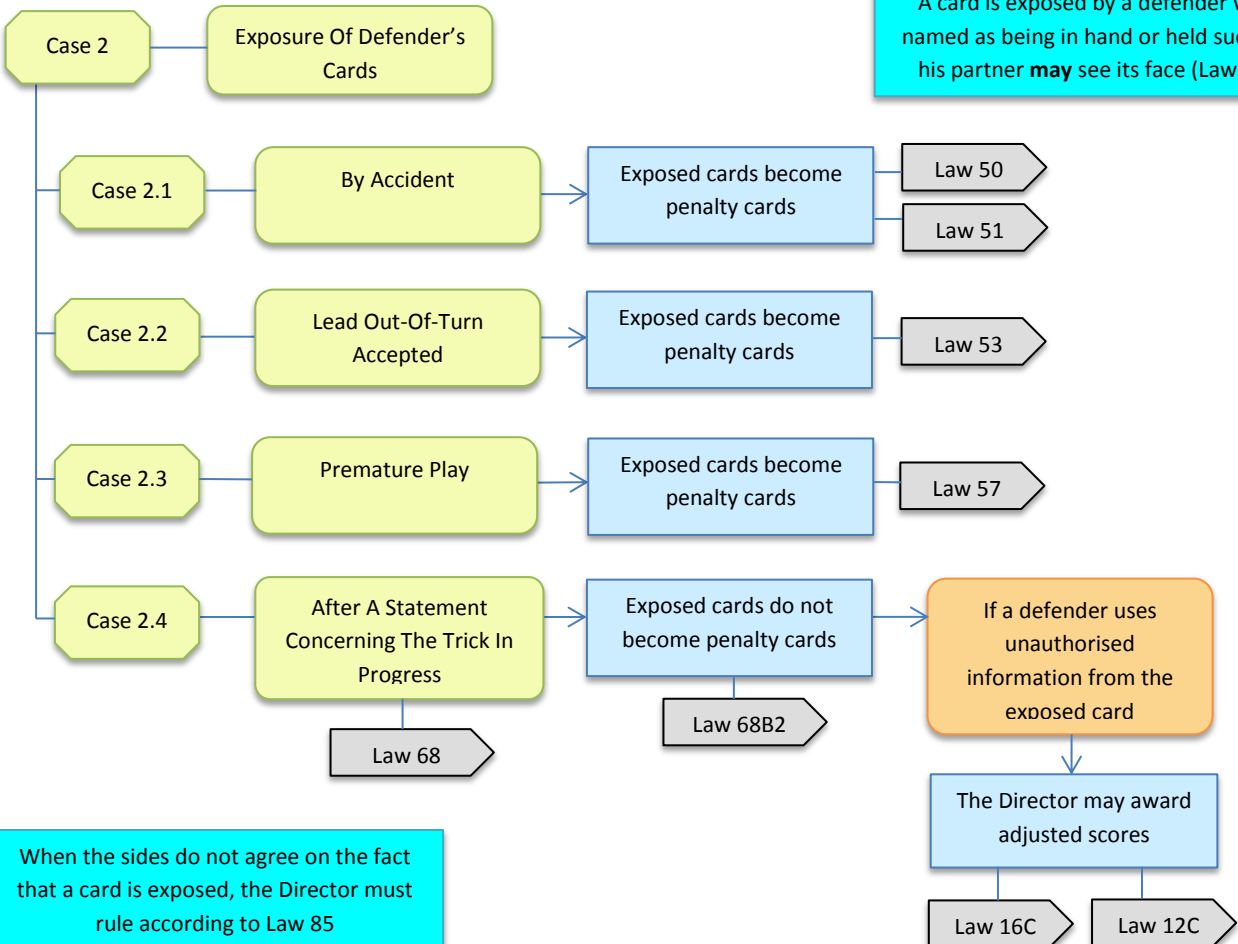 A card is exposed by a defender
named as being in hand or held
his partner may see its face
Case 2
Exposure Of Defender's
Cards
Case 2.1
By Accident
Exposed cards become
penalty cards
Law 50
Law 51
Case 2.2
Lead Out-Of-Turn
Accepted
Exposed cards become
penalty cards
Law 53
Case 2.3
Premature Play
Exposed cards become
penalty cards
Law 57
Case 2.4
After A Statement
Concerning The Trick In
Progress
Law 68
Exposed cards do not
become penalty cards
Law 68B2
If a defender uses
unauthorised
information from the
exposed card
The Director may award
adjusted scores
Law 16C
Law 12C
When the sides do not agree on the fact
that a card is exposed, the Director must
rule according to Law 85